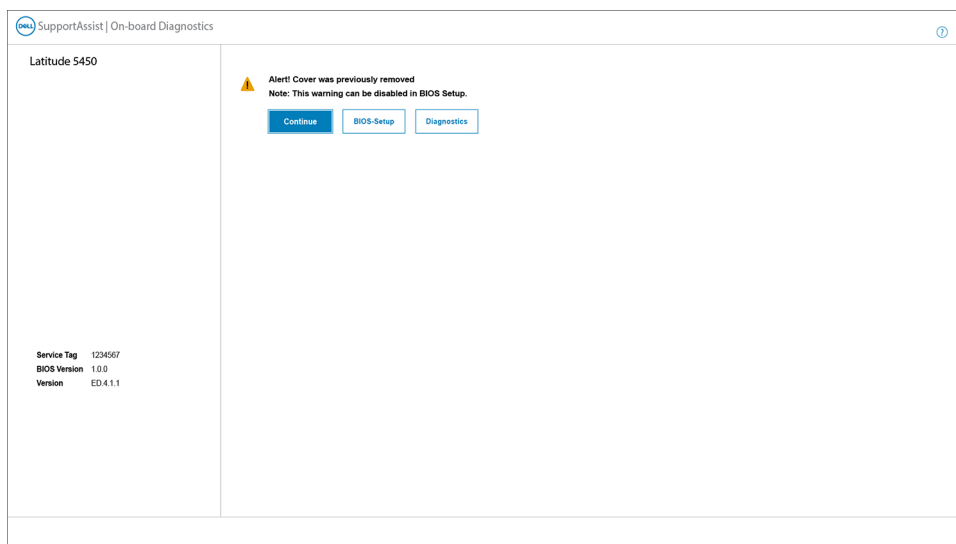 DELL SupportAssist | On-board Diagnostics
?
Latitude 5450
Alert! Cover was previously removed
Note: This warning can be disabled in BIOS Setup.
Continue BIOS-Setup Diagnostics
Service Tag 1234567
BIOS Version 1.0.0
Version ED.4.1.1